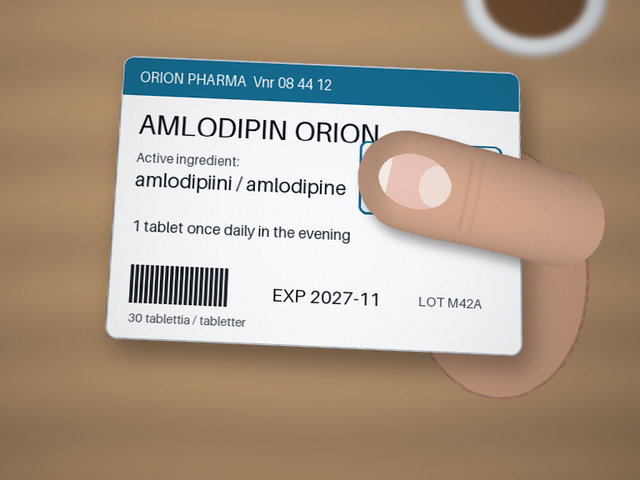 ORION PHARMA Vnr 08 44 12
AMLODIPIN ORION
Active ingredient:
amlodipiini / amlodipine
1 tablet once daily in the evening
EXP 2027-11
LOT M42A
30 tablettia / tabletter